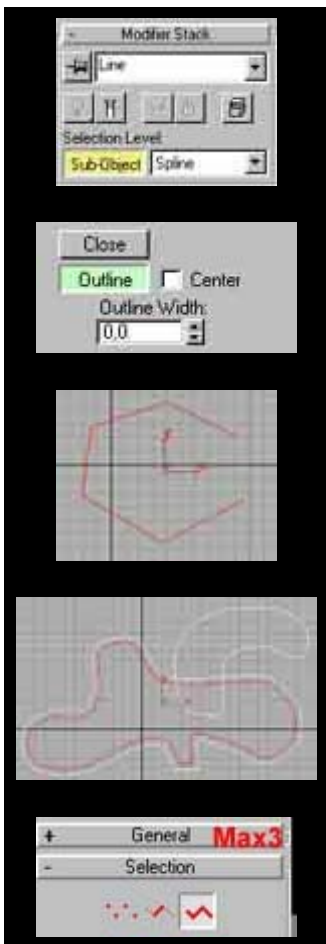 - Modifier Stack
Line
Selection Level:
Sub-Object Spline
Close
Outline Center
Outline Width:
0,0
+ General Max3
- Selection